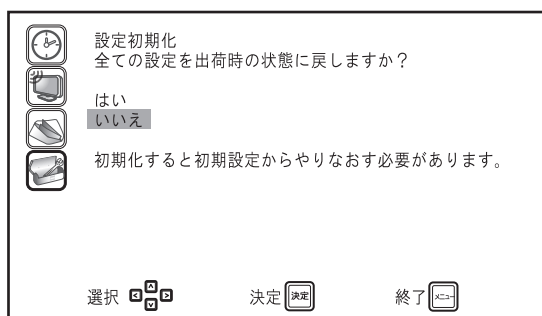 設定初期化
全ての設定を出荷時の状態に戻しますか？
はい
いいえ
初期化すると初期設定からやりなおす必要があります。
選択 決定 決定 終了 メニュー